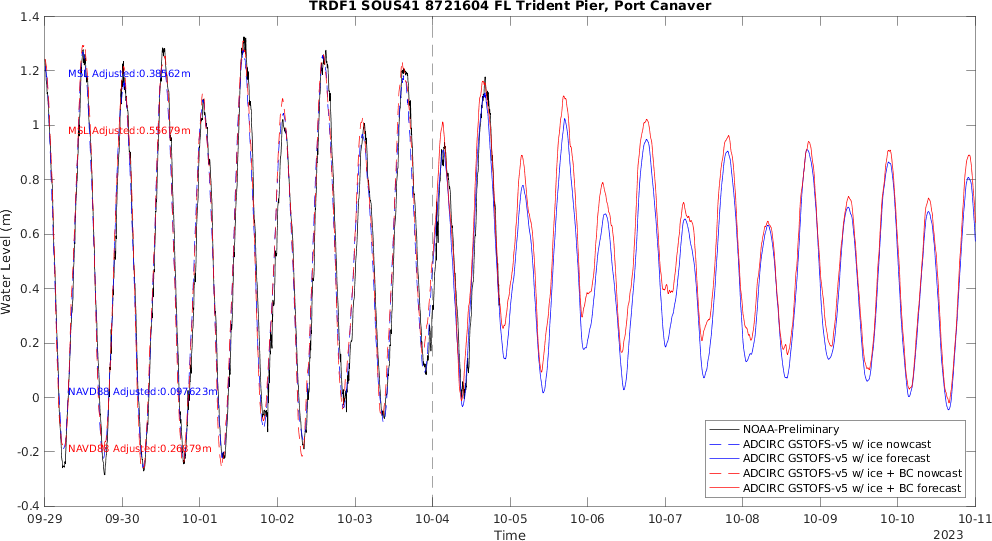 TRDF1 SOUS41 8721604 FL Trident Pier, Port Canaver
1.4
1.2
1
0.8
0.6
0.4
0.2
0
-0.2
-0.4
Water Level (m)
MSL Adjusted:0.38562m
MSL Adjusted:0.55679m
NAVD88 Adjusted:0.097623m
NAVD88 Adjusted:0.26879m
NOAA-Preliminary
ADCIRC GSTOFS-v5 w/ ice nowcast
ADCIRC GSTOFS-v5 w/ ice forecast
ADCIRC GSTOFS-v5 w/ ice + BC nowcast
ADCIRC GSTOFS-v5 w/ ice + BC forecast
09-29 09-30 10-01 10-02 10-03 10-04 10-05 10-06 10-07 10-08 10-09 10-10 10-11
Time
2023